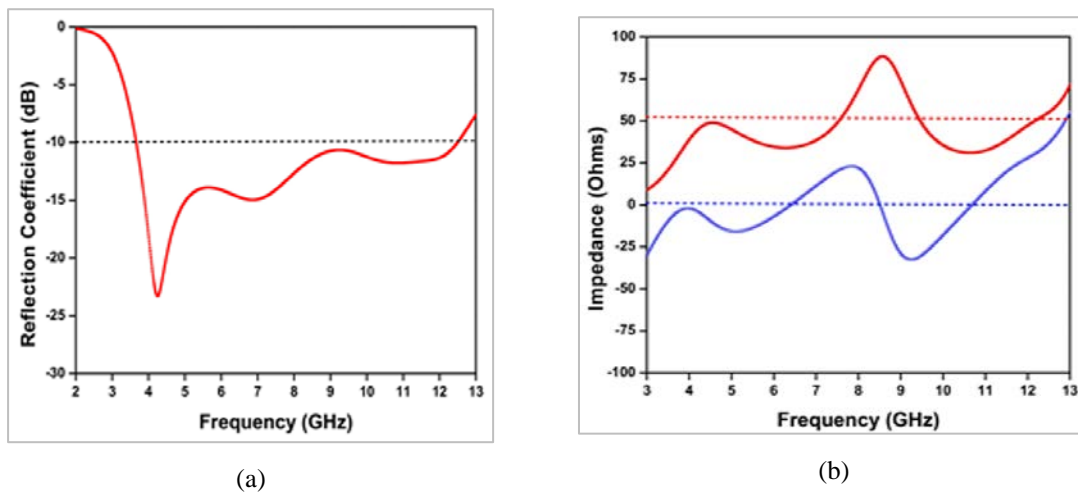 0
-5
-10
-15
-20
-25
-30
2 3 4 5 6 7 8 9 10 11 12 13
Reflection Coefficient (dB)
Frequency (GHz)
(a)
100
75
50
25
0
-25
-50
-75
-100
3 4 5 6 7 8 9 10 11 12 13
Impedance (Ohms)
Frequency (GHz)
(b)